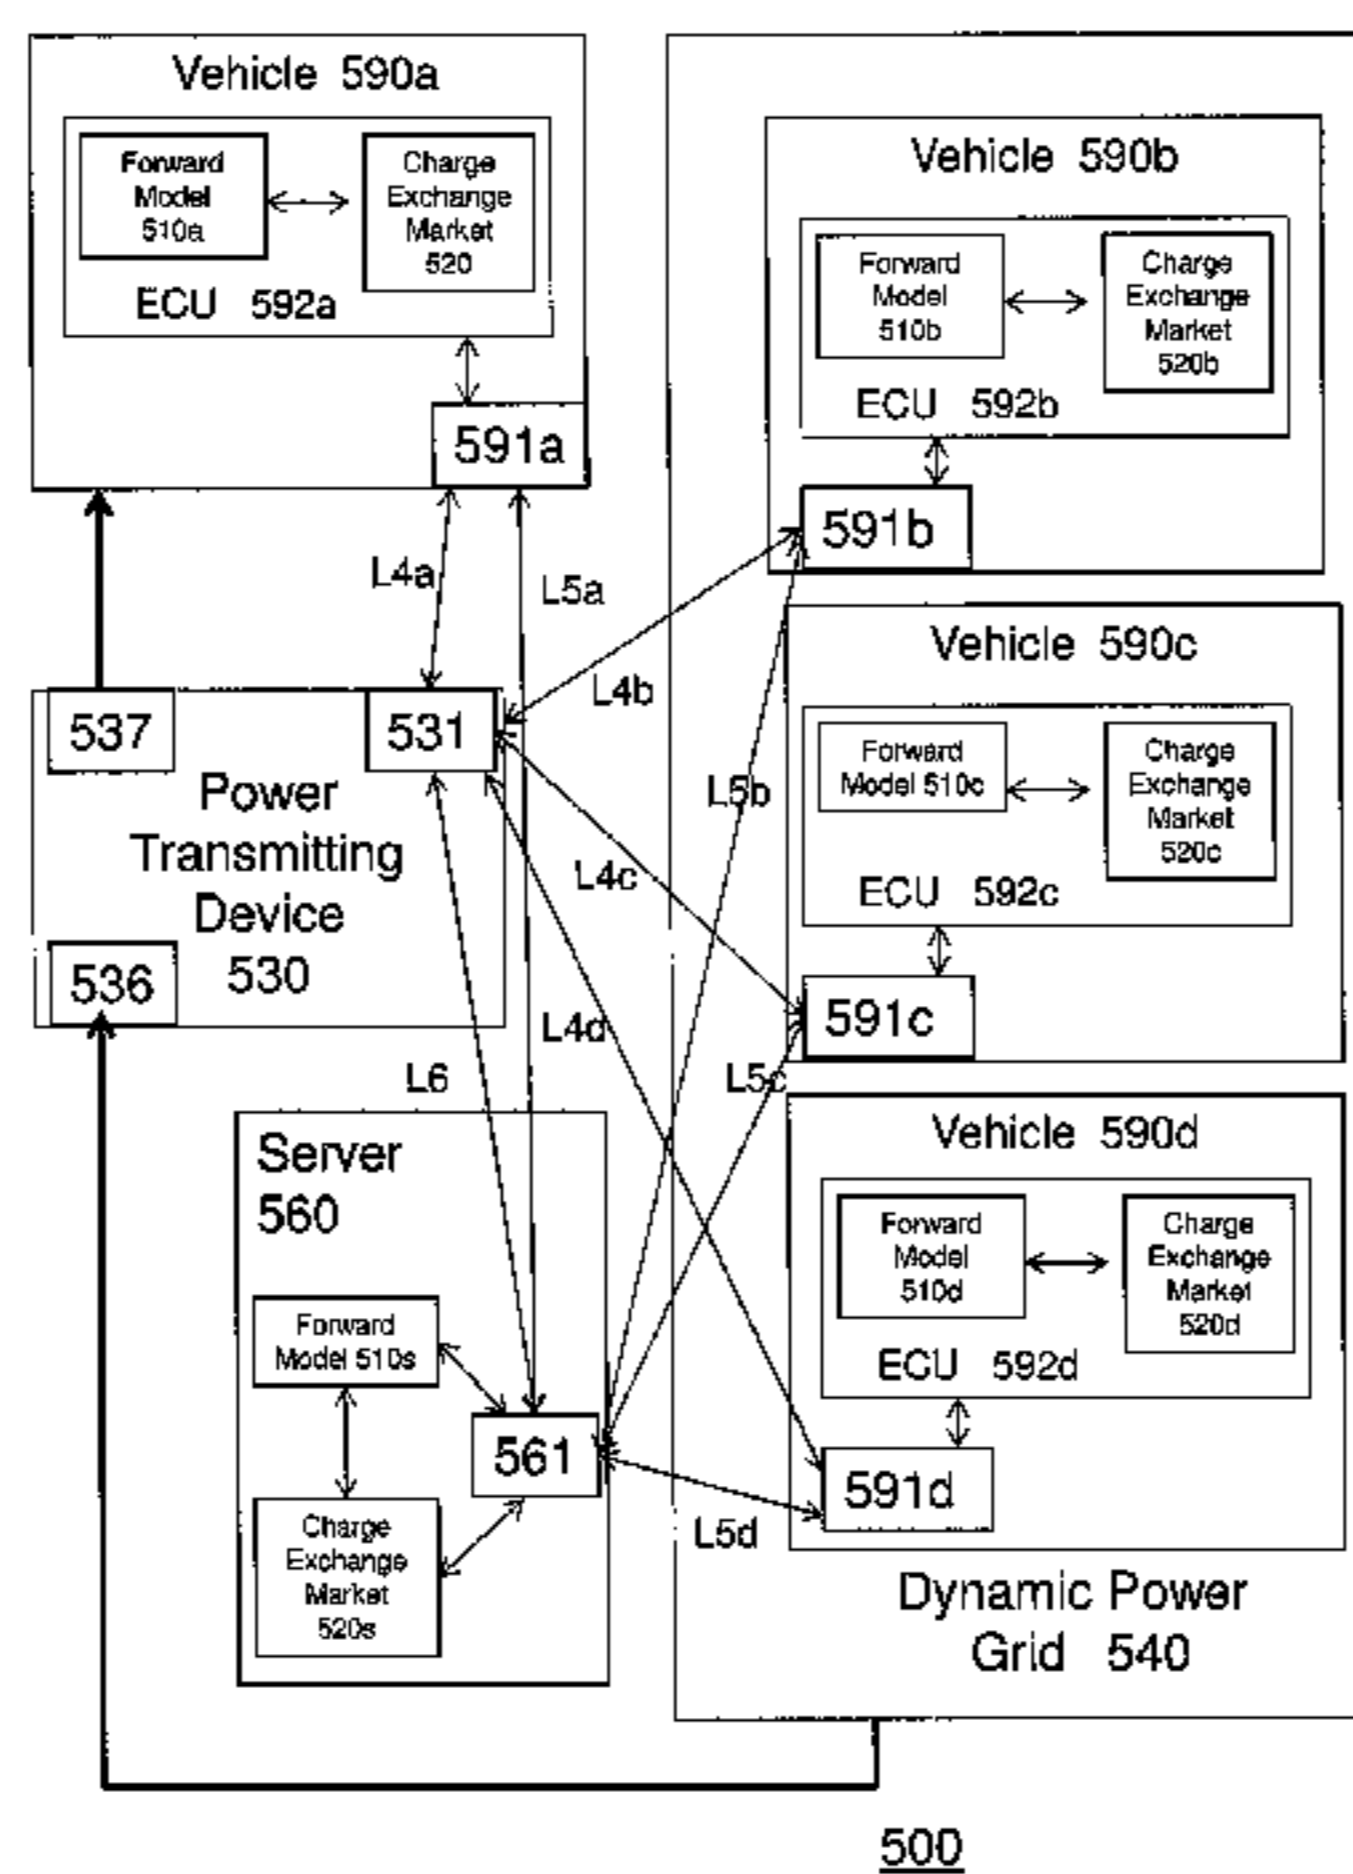 Vehicle 590a
Forward
Model
510a
Charge
Exchange
Market
520
ECU 592a
591a
Vehicle 590b
Forward
Model
510b
Charge
Exchange
Market
520b
ECU 592b
591b
L4a
L5a
L4b
L5b
Vehicle 590c
Forward
Model 510c
Charge
Exchange
Market
520c
ECU 592c
591c
537
531
Power
Transmitting
Device
530
536
L4c
L4d
L6
L5c
Server
560
Forward
Model 510s
561
Charge
Exchange
Market
520s
Vehicle 590d
Forward
Model
510d
Charge
Exchange
Market
520d
ECU 592d
591d
L5d
Dynamic Power
Grid 540
500